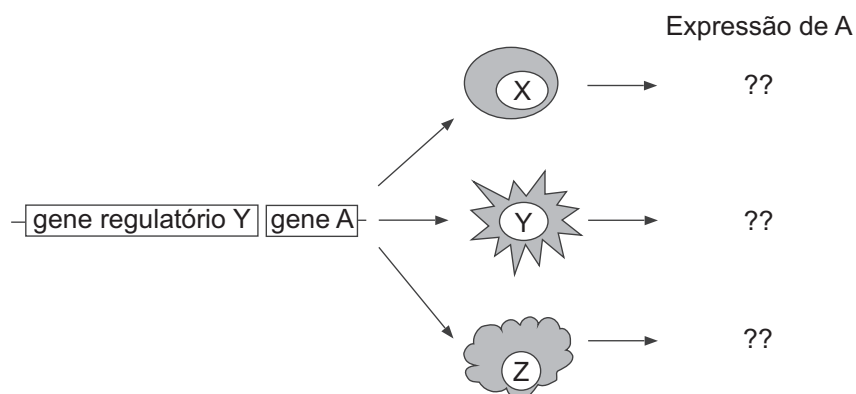 Expressão de A
X
??
gene regulatório Y
gene A
Y
??
Z
??